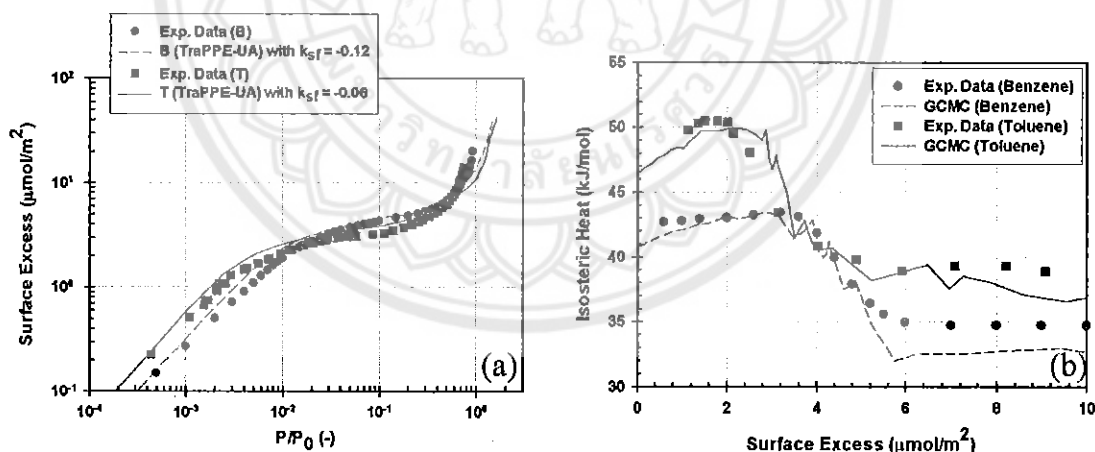 Exp. Data (B)
B (TraPPE-UA) with ksf = -0.12
Exp. Data (T)
T (TraPPE-UA) with ksf = -0.06
10²
10¹
10⁰
10⁻¹
10⁻⁴
10⁻³
10⁻²
10⁻¹
10⁰
Surface Excess (μmol/m²)
P/P₀ (-)
(a)
Exp. Data (Benzene)
GCMC (Benzene)
Exp. Data (Toluene)
GCMC (Toluene)
55
50
45
40
35
30
0
2
4
6
8
10
Isosteric Heat (kJ/mol)
Surface Excess (μmol/m²)
(b)